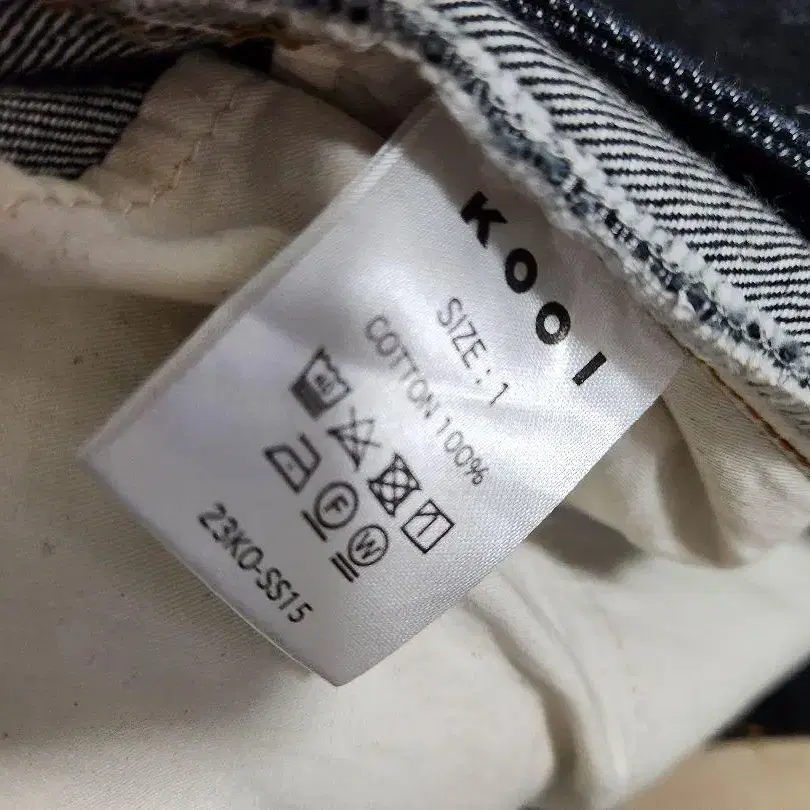 KOOI
SIZE : 1
COTTON 100%
F W
23KO-SS15